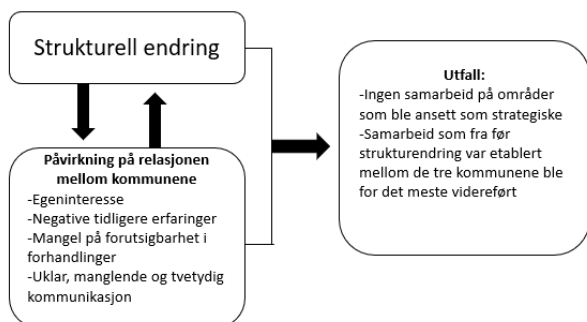 Strukturell endring
Påvirkning på relasjonen
mellom kommunene
-Egeninteresse
-Negative tidligere erfaringer
-Mangel på forutsigbarhet i
forhandlinger
-Uklar, manglende og tvetydig
kommunikasjon
Utfall:
-Ingen samarbeid på områder
som ble ansett som strategiske
-Samarbeid som fra før
strukturendring var etablert
mellom de tre kommunene ble
for det meste videreført